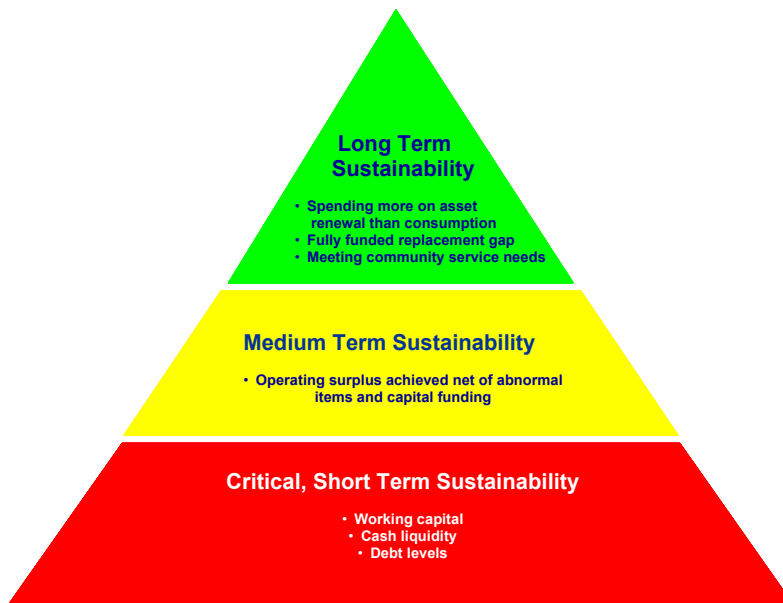 Long Term
Sustainability
• Spending more on asset
renewal than consumption
• Fully funded replacement gap
• Meeting community service needs
Medium Term Sustainability
• Operating surplus achieved net of abnormal
items and capital funding
Critical, Short Term Sustainability
• Working capital
• Cash liquidity
• Debt levels